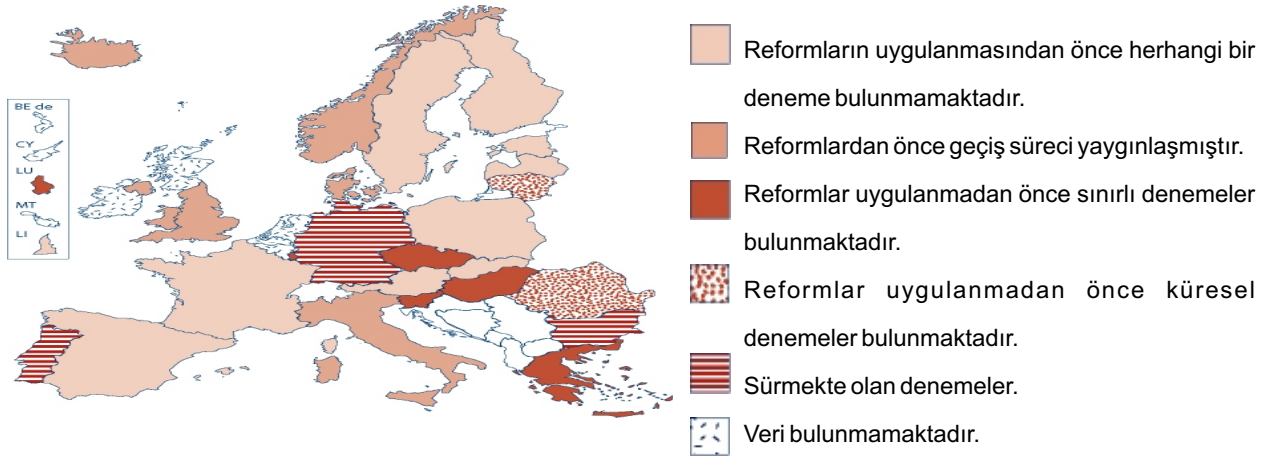 BE de
CY
LU
MT
LI
Reformların uygulanmasından önce herhangi bir
deneme bulunmamaktadır.
Reformlardan önce geçiş süreci yaygınlaşmıştır.
Reformlar uygulanmadan önce sınırlı denemeler
bulunmaktadır.
Reformlar uygulanmadan önce küresel
denemeler bulunmaktadır.
Sürmekte olan denemeler.
Veri bulunmamaktadır.